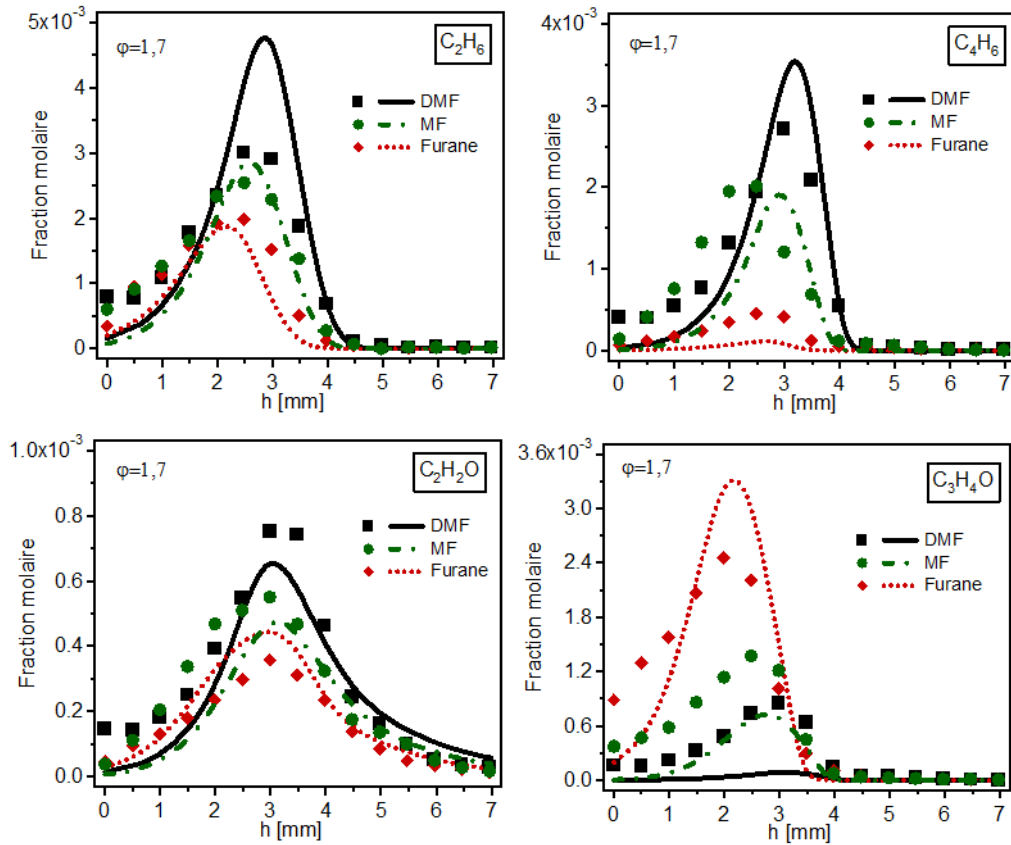 5x10⁻³
φ=1,7
C₂H₆
4
3
2
1
0
DMF
MF
Furane
Fraction molaire
0 1 2 3 4 5 6 7
h [mm]
4x10⁻³
φ=1,7
C₄H₆
3
2
1
0
DMF
MF
Furane
Fraction molaire
0 1 2 3 4 5 6 7
h [mm]
1.0x10⁻³
φ=1,7
C₂H₂O
0.8
0.6
0.4
0.2
0.0
DMF
MF
Furane
Fraction molaire
0 1 2 3 4 5 6 7
h [mm]
3.6x10⁻³
φ=1,7
C₃H₄O
3.0
2.4
1.8
1.2
0.6
0.0
DMF
MF
Furane
Fraction molaire
0 1 2 3 4 5 6 7
h [mm]